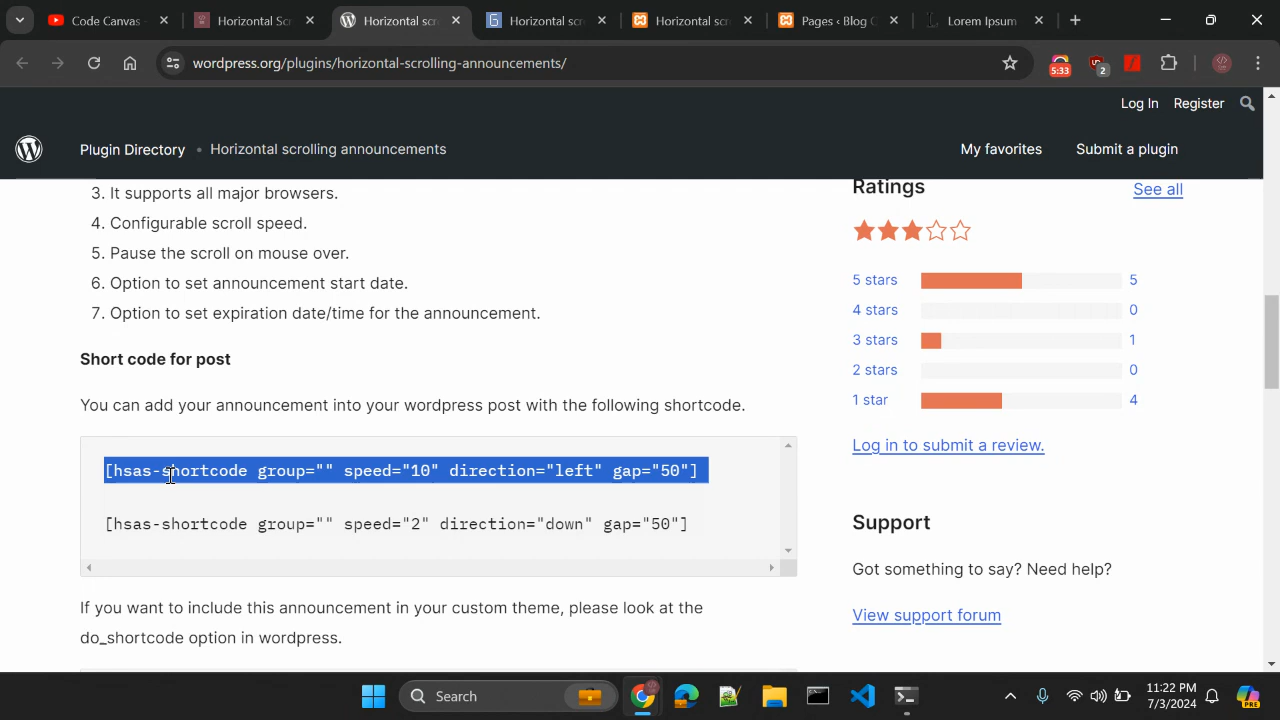 Code Canvas -
Horizontal Scr
Horizontal scro
Horizontal scr
Horizontal scr
Pages ‹ Blog C
Lorem Ipsum
wordpress.org/plugins/horizontal-scrolling-announcements/
5:33
2
Log In
Register
Plugin Directory • Horizontal scrolling announcements
My favorites
Submit a plugin
3. It supports all major browsers.
4. Configurable scroll speed.
5. Pause the scroll on mouse over.
6. Option to set announcement start date.
7. Option to set expiration date/time for the announcement.
Short code for post
You can add your announcement into your wordpress post with the following shortcode.
[hsas-shortcode group="" speed="10" direction="left" gap="50"]
[hsas-shortcode group="" speed="2" direction="down" gap="50"]
If you want to include this announcement in your custom theme, please look at the
do_shortcode option in wordpress.
Ratings
See all
5 stars 5
4 stars 0
3 stars 1
2 stars 0
1 star 4
Log in to submit a review.
Support
Got something to say? Need help?
View support forum
Search
11:22 PM
7/3/2024
PRE